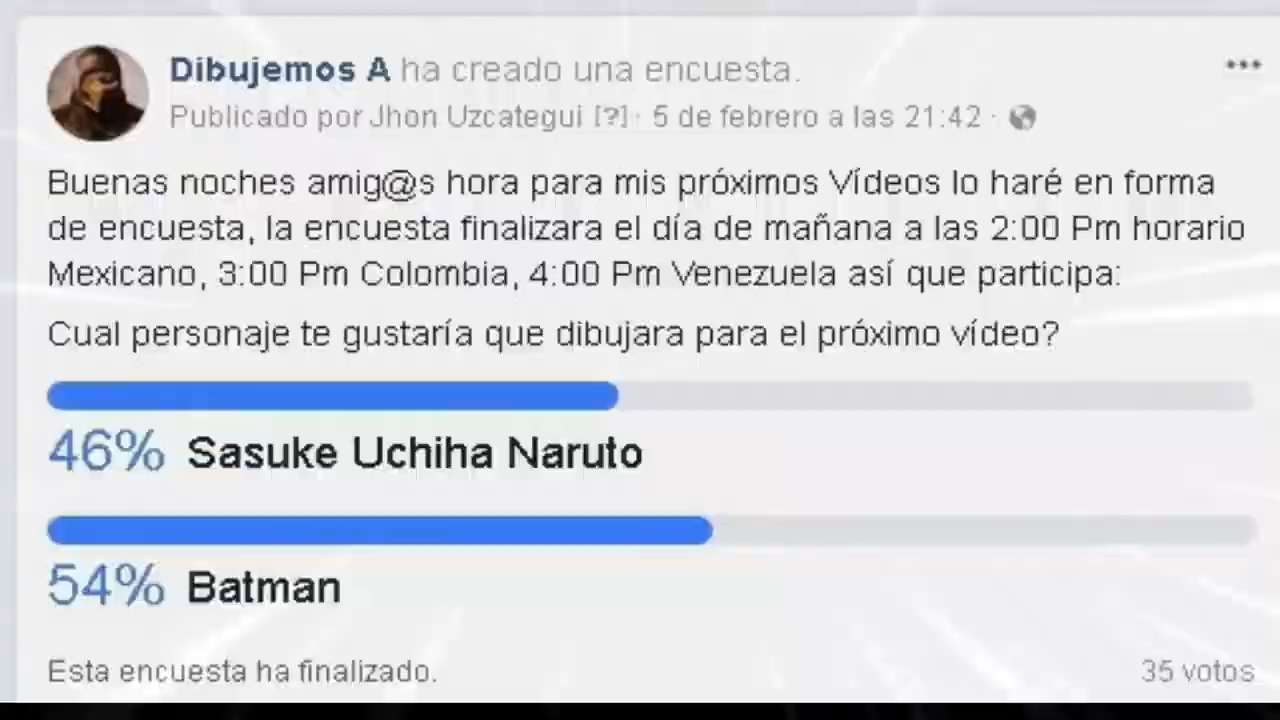 Dibujemos A ha creado una encuesta.
Publicado por Jhon Uzcategui [?] · 5 de febrero a las 21:42 ·
Buenas noches amig@s hora para mis próximos Vídeos lo haré en forma
de encuesta, la encuesta finalizara el día de mañana a las 2:00 Pm horario
Mexicano, 3:00 Pm Colombia, 4:00 Pm Venezuela así que participa:
Cual personaje te gustaría que dibujara para el próximo vídeo?
46% Sasuke Uchiha Naruto
54% Batman
Esta encuesta ha finalizado. 35 votos